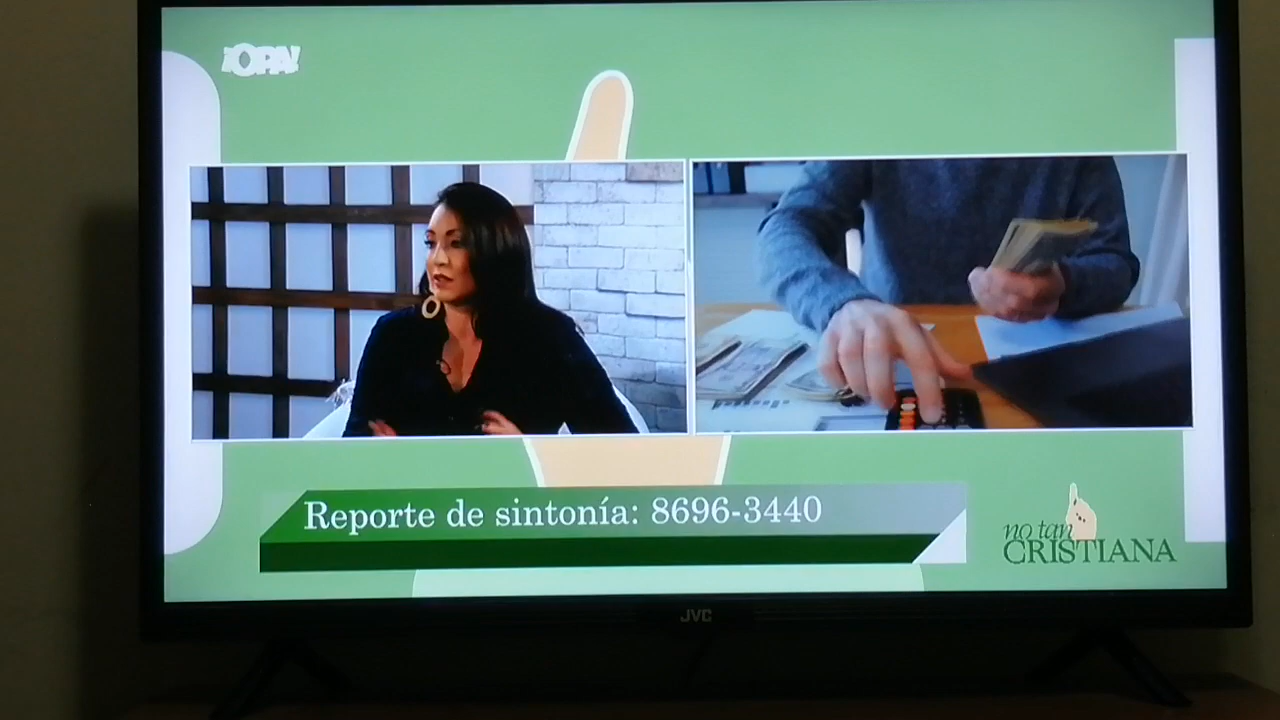 ¡OPA!
Reporte de sintonía: 8696-3440
no tan
CRISTIANA
JVC